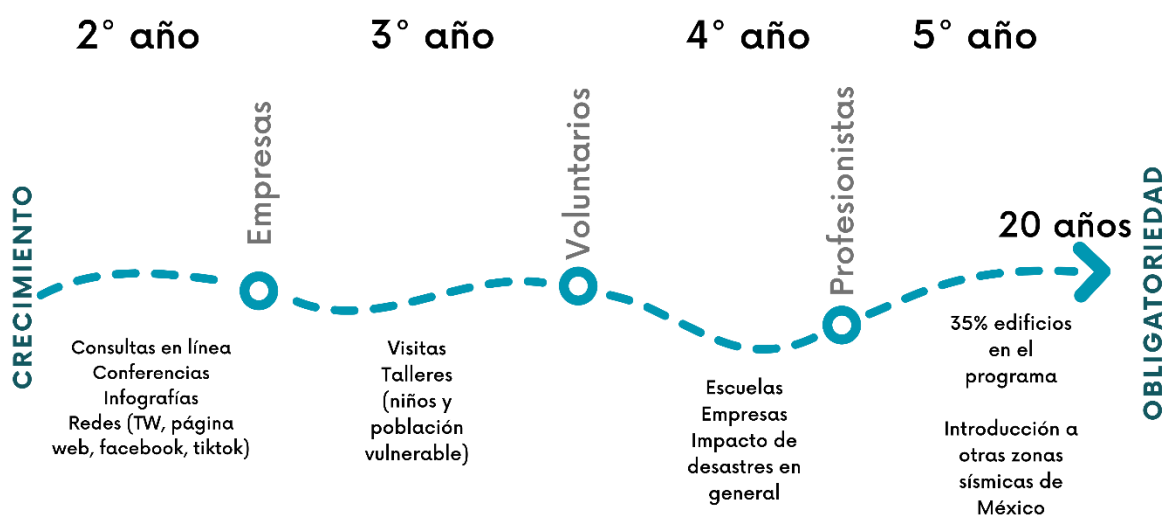 2° año
3° año
4° año
5° año
CRECIMIENTO
Empresas
Voluntarios
Profesionistas
20 años
OBLIGATORIEDAD
Consultas en línea
Conferencias
Infografías
Redes (TW, página
web, facebook, tiktok)
Visitas
Talleres
(niños y
población
vulnerable)
Escuelas
Empresas
Impacto de
desastres en
general
35% edificios
en el
programa
Introducción a
otras zonas
sísmicas de
México